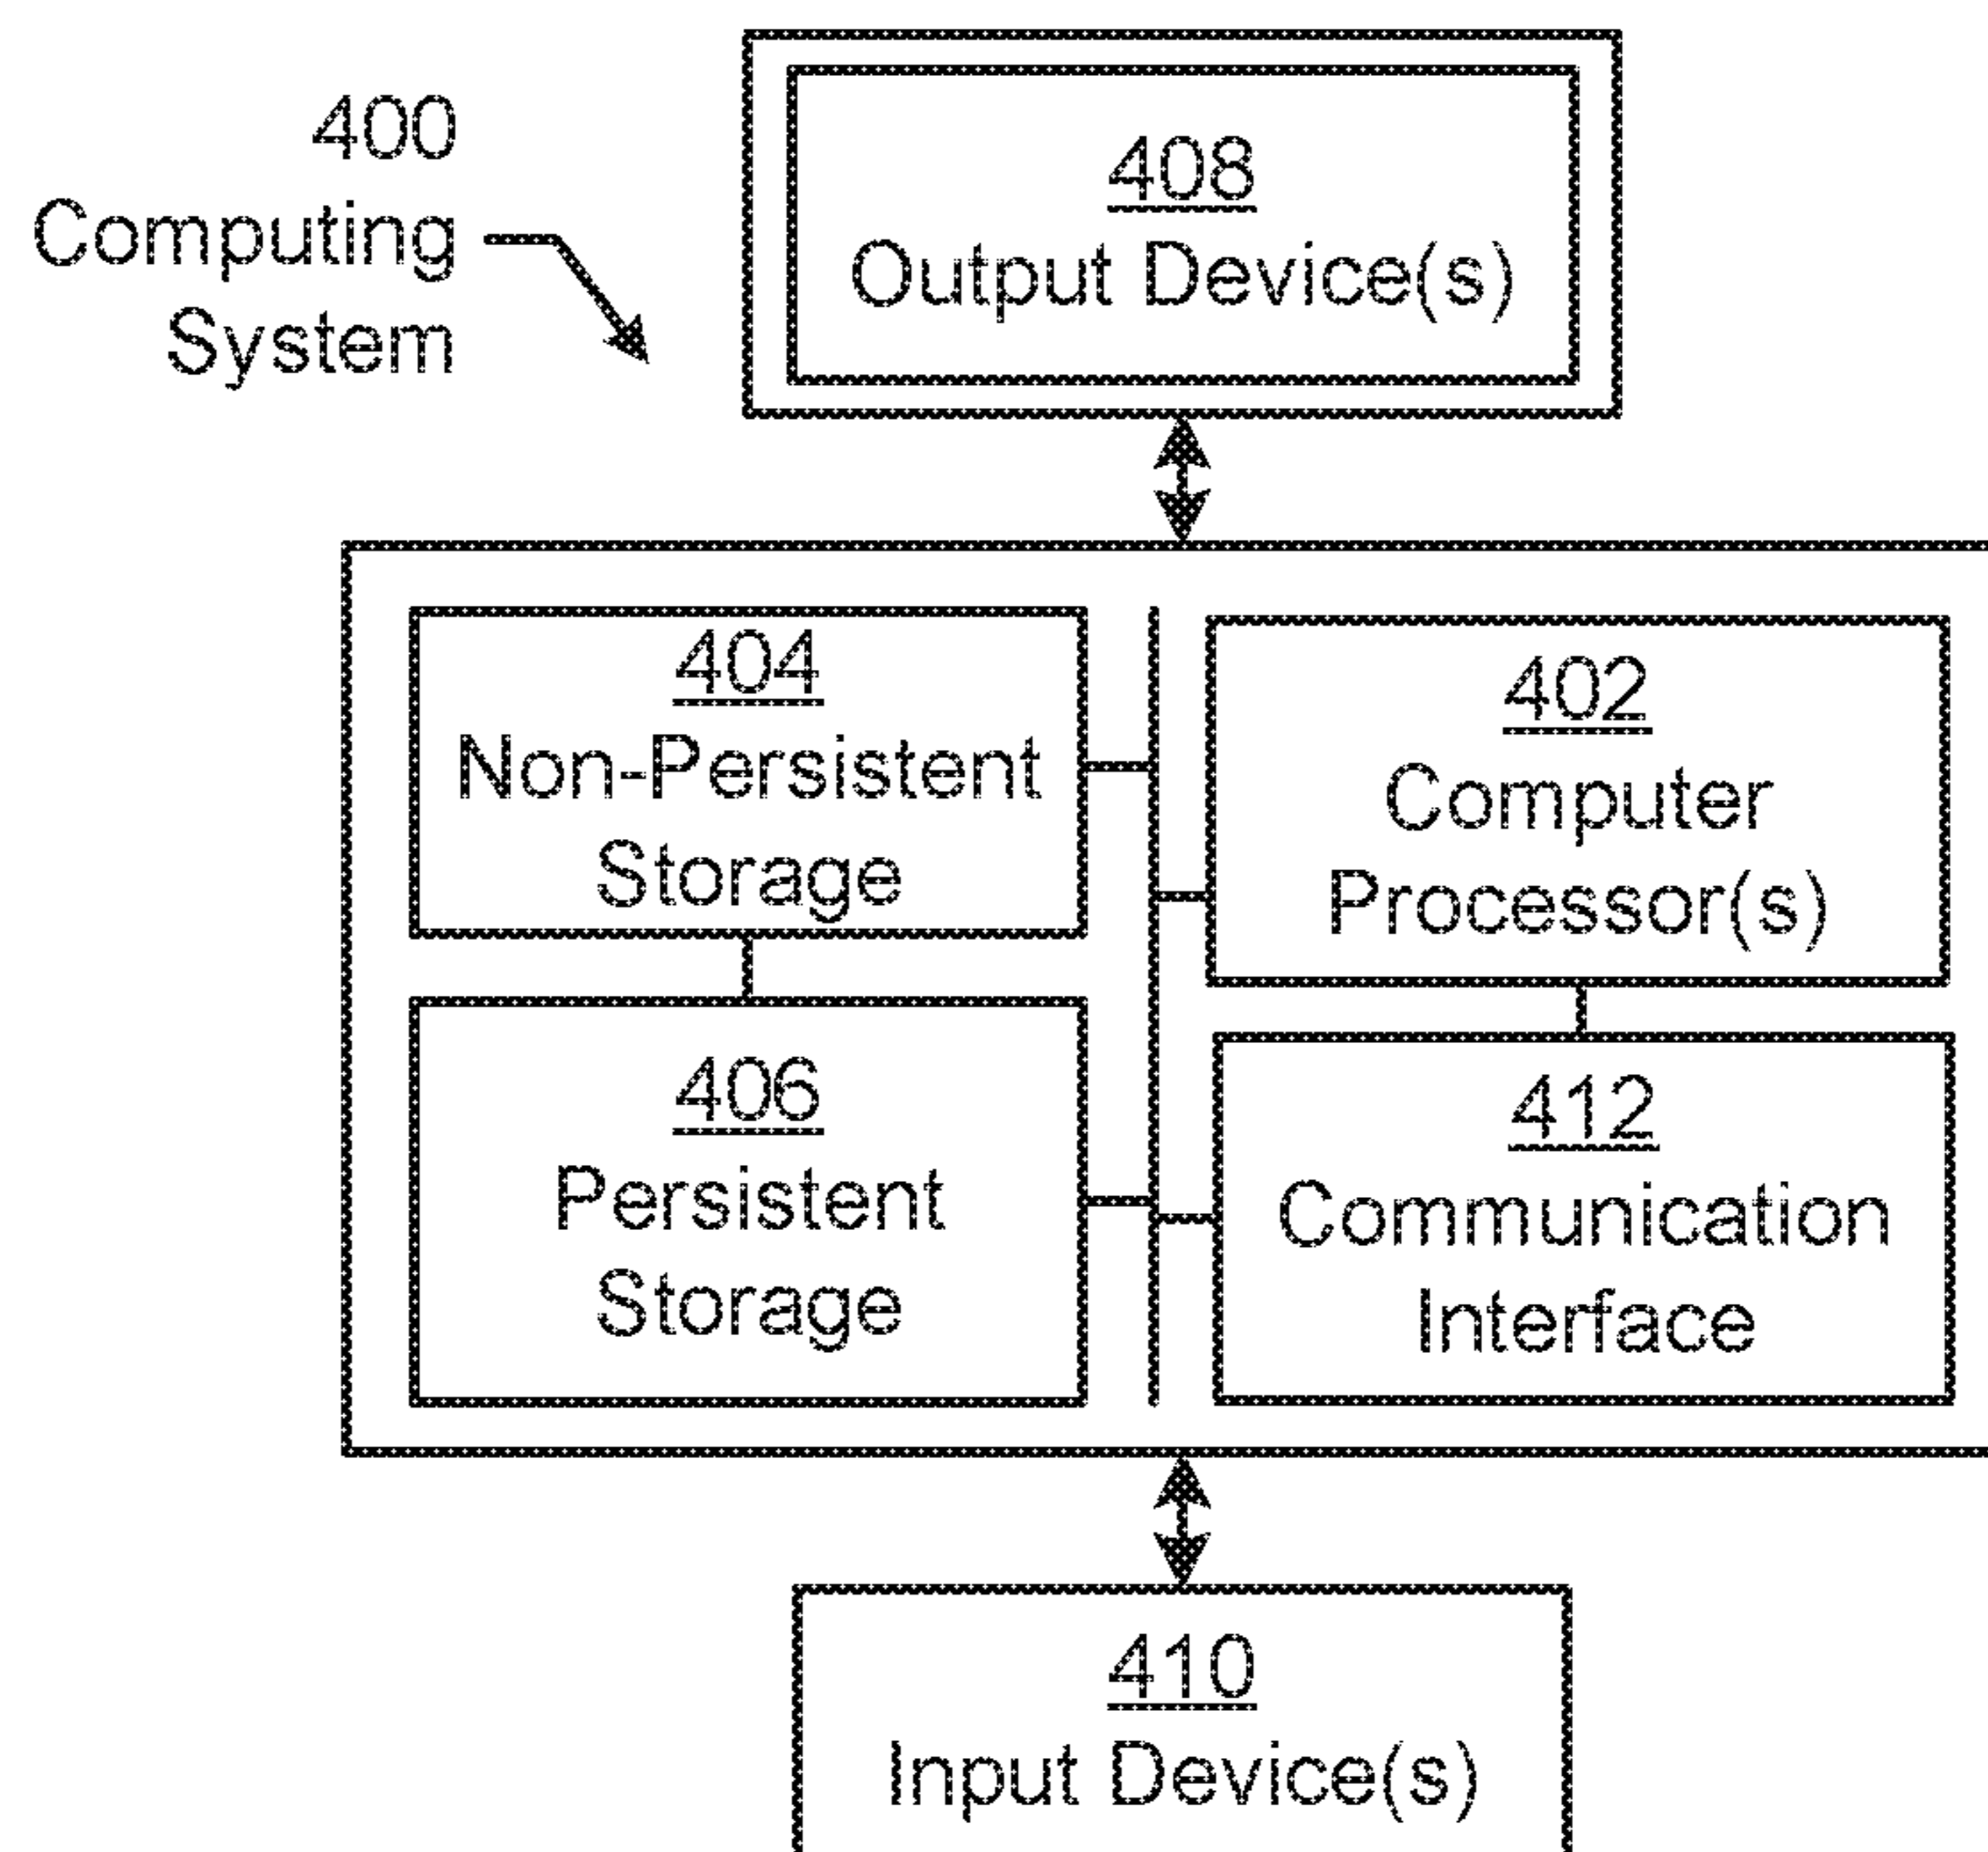 400
Computing
System
408
Output Device(s)
404
Non-Persistent
Storage
402
Computer
Processor(s)
406
Persistent
Storage
412
Communication
Interface
410
Input Device(s)